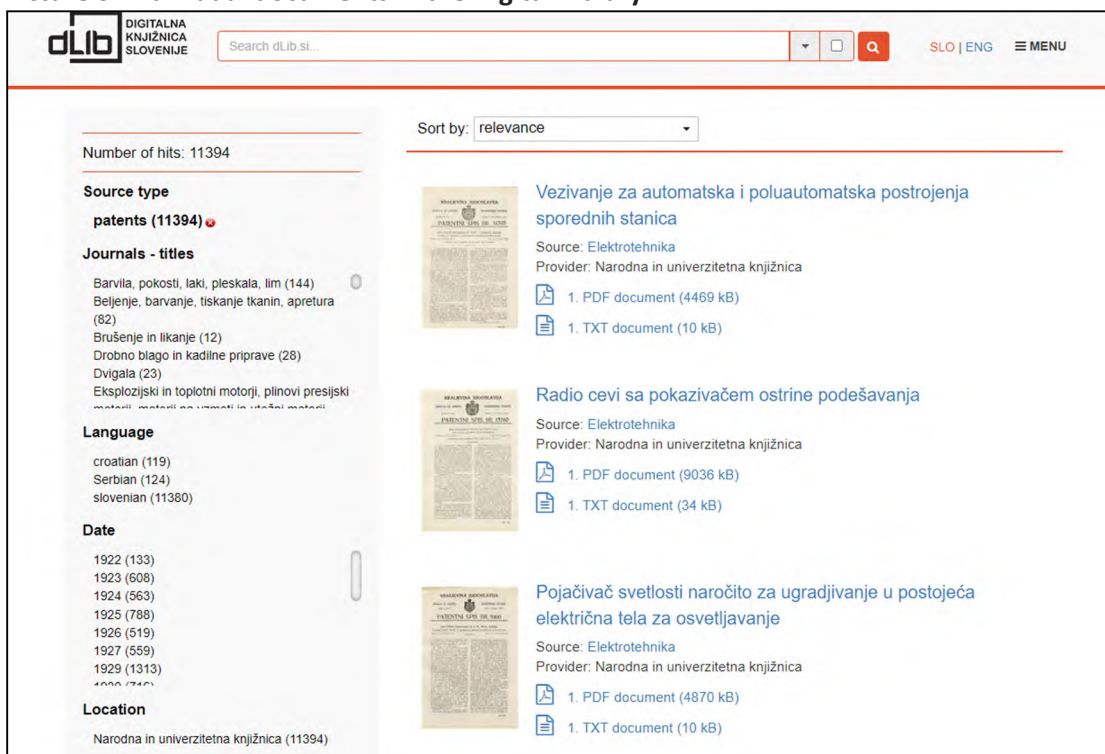 DIGITALNA
KNJIŽNICA
SLOVENIJE
dLib
Search dLib.si...
SLO | ENG
MENU
Number of hits: 11394
Source type
patents (11394)
Journals - titles
Barvila, pokosti, laki, pleskala, lim (144)
Beljenje, barvanje, tiskanje tkanin, apretura
(82)
Brušenje in likanje (12)
Drobno blago in kadilne priprave (28)
Dvigala (23)
Eksplozijski in toplotni motorji, plinovi presijski
Language
croatian (119)
Serbian (124)
slovenian (11380)
Date
1922 (133)
1923 (608)
1924 (563)
1925 (788)
1926 (519)
1927 (559)
1929 (1313)
Location
Narodna in univerzitetna knjižnica (11394)
Sort by: relevance
Vezivanje za automatska i poluautomatska postrojenja
sporednih stanica
Source: Elektrotehnika
Provider: Narodna in univerzitetna knjižnica
1. PDF document (4469 kB)
1. TXT document (10 kB)
Radio cevi sa pokazivačem ostrine podešavanja
Source: Elektrotehnika
Provider: Narodna in univerzitetna knjižnica
1. PDF document (9036 kB)
1. TXT document (34 kB)
Pojačivač svetlosti naročito za ugradjivanje u postojeća
električna tela za osvetljavanje
Source: Elektrotehnika
Provider: Narodna in univerzitetna knjižnica
1. PDF document (4870 kB)
1. TXT document (10 kB)